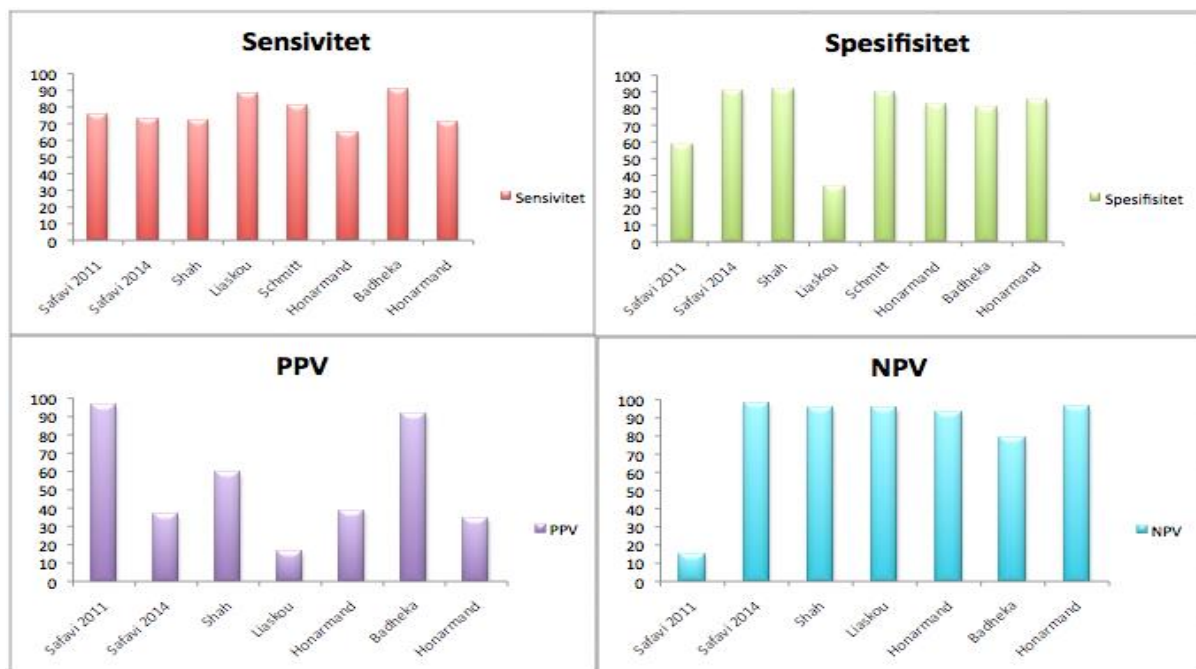 Sensivitet
100
90
80
70
60
50
40
30
20
10
0
Safavi 2011
Safavi 2014
Shah
Liaskou
Schmitt
Honarmand
Badheka
Honarmand
Sensivitet
Spesifisitet
100
90
80
70
60
50
40
30
20
10
0
Safavi 2011
Safavi 2014
Shah
Liaskou
Schmitt
Honarmand
Badheka
Honarmand
Spesifisitet
PPV
100
90
80
70
60
50
40
30
20
10
0
Safavi 2011
Safavi 2014
Shah
Liaskou
Honarmand
Badheka
Honarmand
PPV
NPV
100
90
80
70
60
50
40
30
20
10
0
Safavi 2011
Safavi 2014
Shah
Liaskou
Honarmand
Badheka
Honarmand
NPV